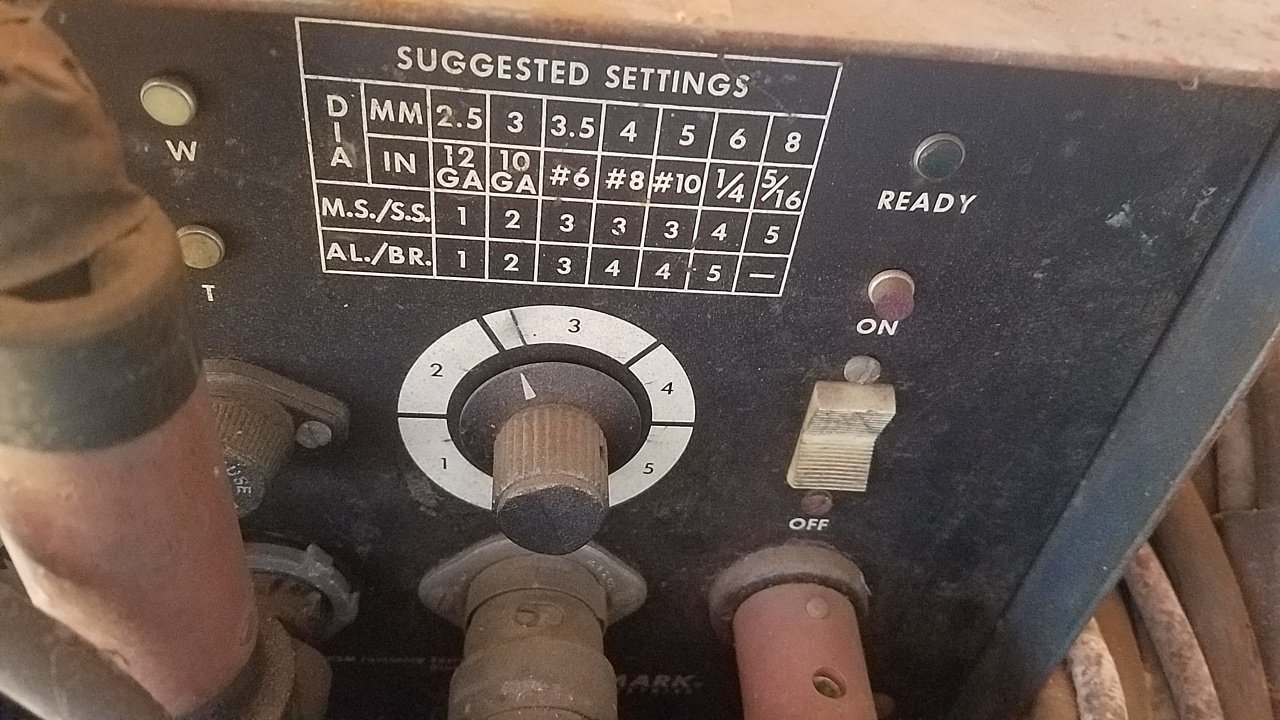 SUGGESTED SETTINGS
DIA MM 2.5 3 3.5 4 5 6 8
IN 12 GA 10 GA #6 #8 #10 1/4 5/16
M.S./S.S. 1 2 3 3 3 4 5
AL./BR. 1 2 3 4 4 5 —
W
T
READY
ON
OFF
1 2 3 4 5
MARK